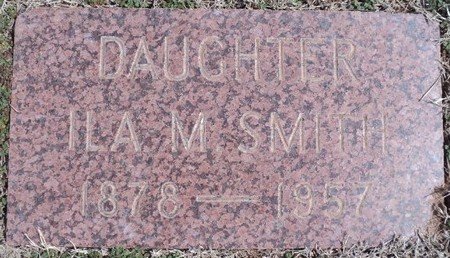 DAUGHTER
ILA M SMITH
1878 — 1957